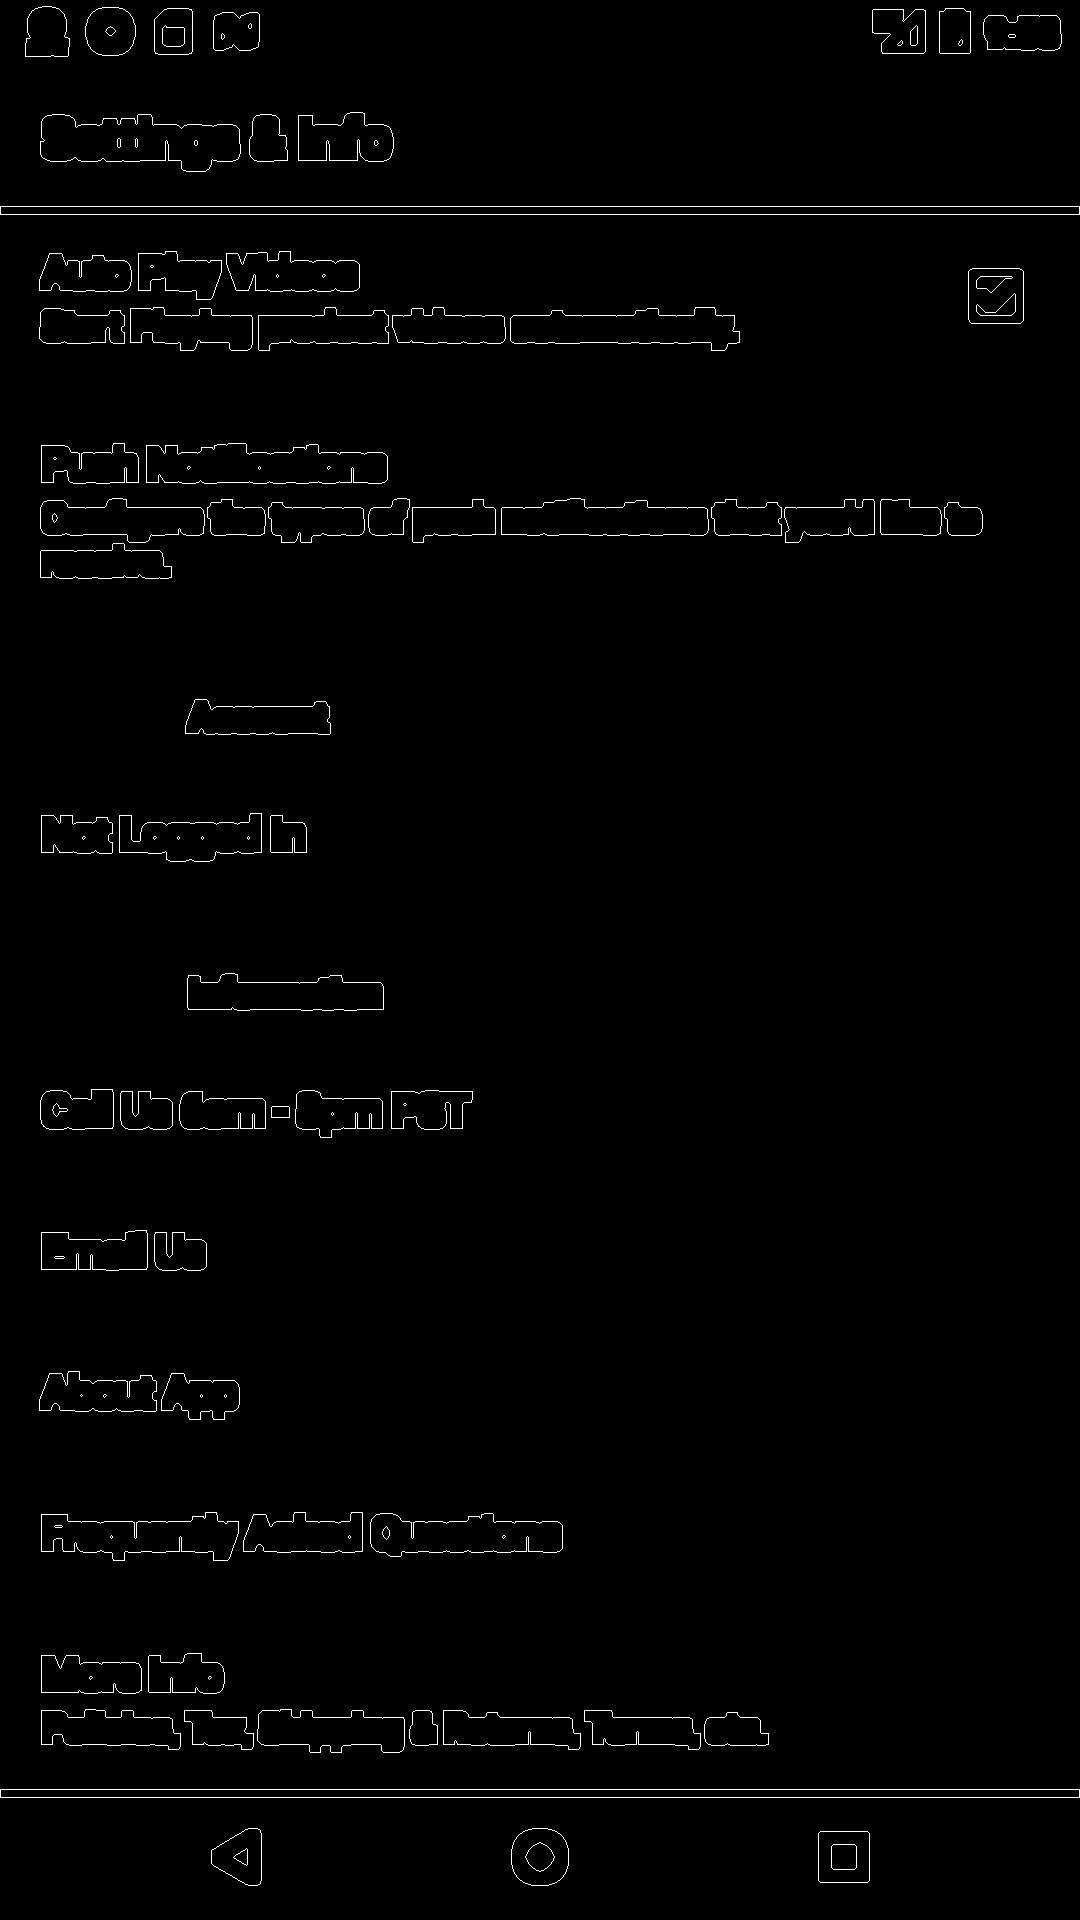 Settings & Info
Auto Play Videos
Start Playing product videos automatically.
Push Notifications
Configure the types of push notifications that you'll like to
receive.
Account
Not Logged In
Information
Call Us 6am - 8pm PST
Email Us
About App
Frequently Asked Questions
More Info
Policies, Tax, Shipping & Returns, Terms, etc.